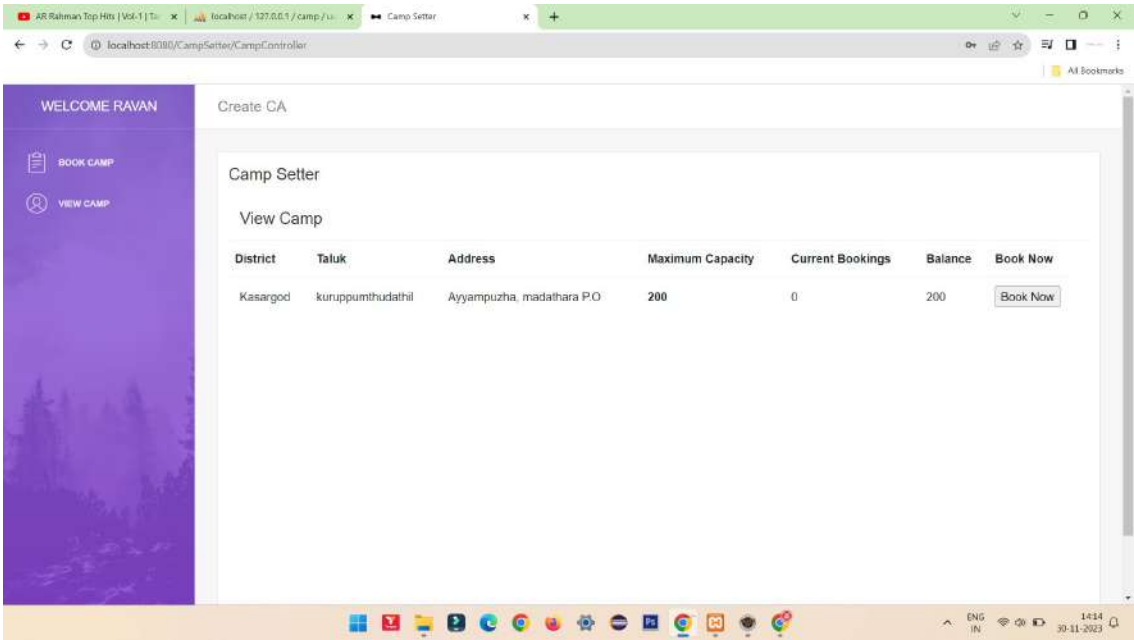 AR Rahman Top Hits | Vol-1 | Ta
localhost / 127.0.0.1 / camp / u
Camp Setter
localhost:8080/CampSetter/CampController
All Bookmarks
WELCOME RAVAN
Create CA
BOOK CAMP
VIEW CAMP
Camp Setter
View Camp
District Taluk Address Maximum Capacity Current Bookings Balance Book Now
Kasargod kuruppumthudathil Ayyampuzha, madathara P.O 200 0 200 Book Now
ENG
IN
14:14
30-11-2023